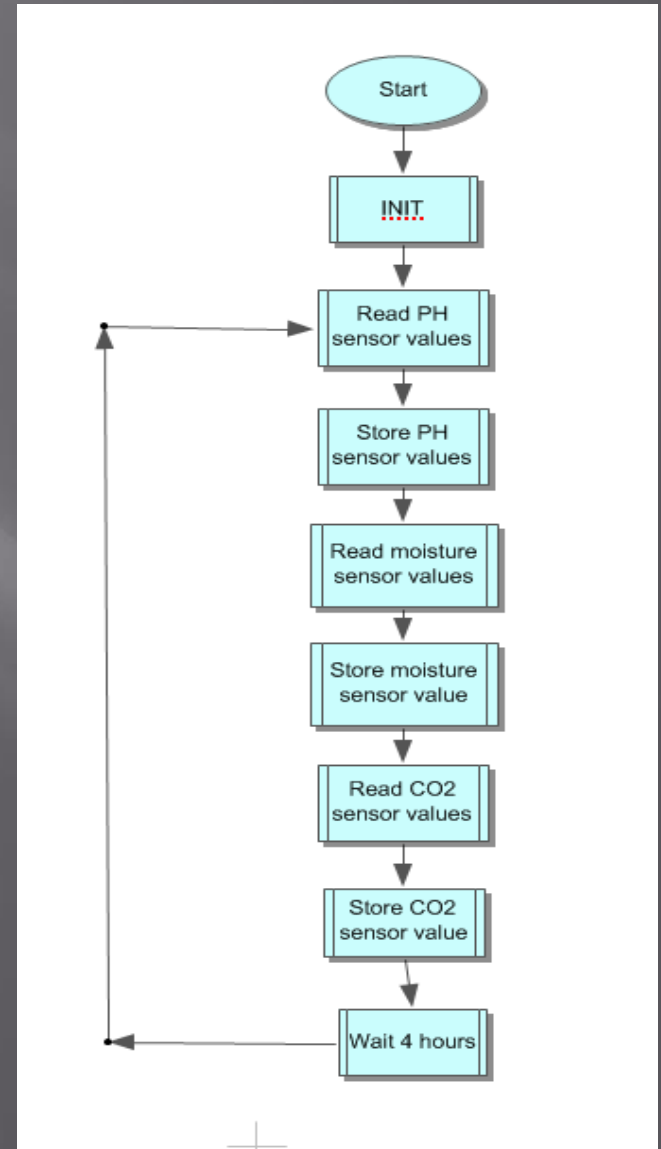 Start
INIT
Read PH
sensor values
Store PH
sensor values
Read moisture
sensor values
Store moisture
sensor value
Read CO2
sensor values
Store CO2
sensor value
Wait 4 hours